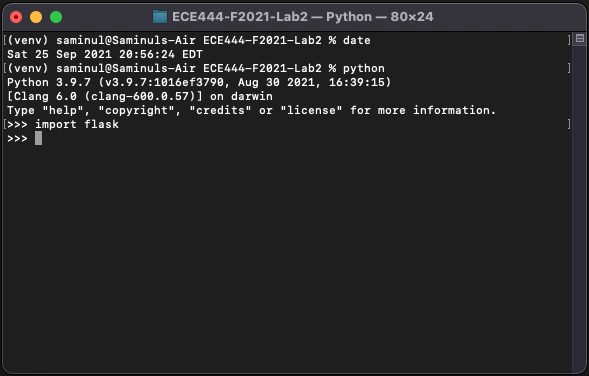 ECE444-F2021-Lab2 — Python — 80×24
[(venv) saminul@Saminuls-Air ECE444-F2021-Lab2 % date ]
Sat 25 Sep 2021 20:56:24 EDT
[(venv) saminul@Saminuls-Air ECE444-F2021-Lab2 % python ]
Python 3.9.7 (v3.9.7:1016ef3790, Aug 30 2021, 16:39:15)
[Clang 6.0 (clang-600.0.57)] on darwin
Type "help", "copyright", "credits" or "license" for more information.
[>>> import flask ]
>>>